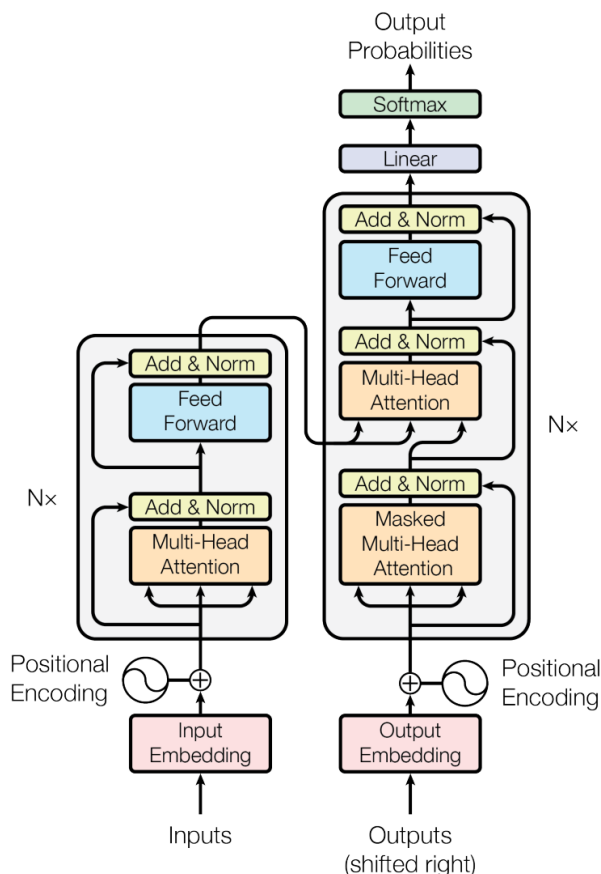 Output
Probabilities
Softmax
Linear
Add & Norm
Feed
Forward
Add & Norm
Multi-Head
Attention
Add & Norm
Masked
Multi-Head
Attention
Nx
Positional
Encoding
Output
Embedding
Outputs
(shifted right)
Add & Norm
Feed
Forward
Add & Norm
Multi-Head
Attention
Nx
Positional
Encoding
Input
Embedding
Inputs